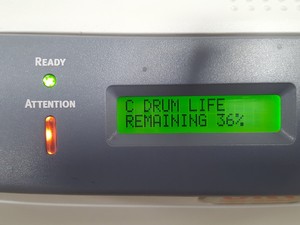 READY
ATTENTION
C DRUM LIFE
REMAINING 36%